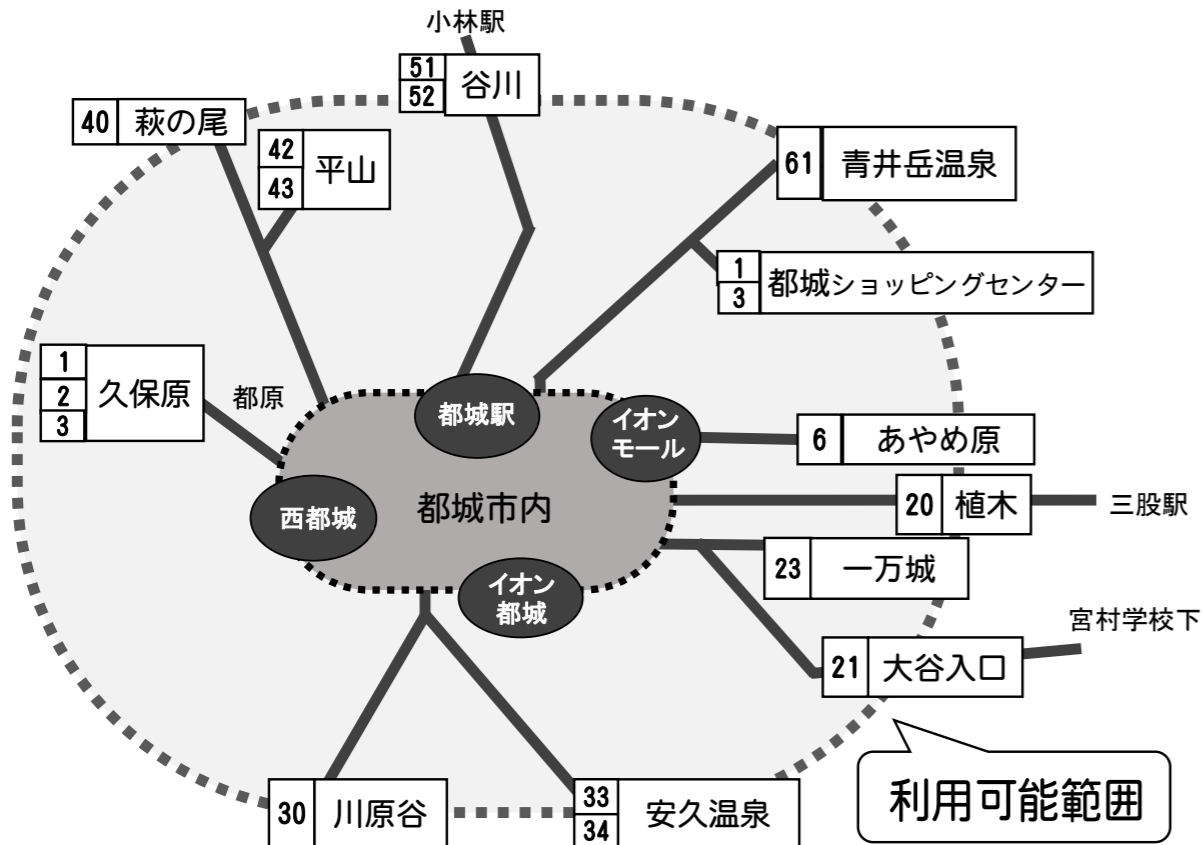 小林駅
51
52
谷川
40
萩の尾
42
43
平山
61
青井岳温泉
1
3
都城ショッピングセンター
1
2
3
久保原
都原
都城駅
イオン
モール
6
あやめ原
西都城
都城市内
20
植木
三股駅
イオン
都城
23
一万城
宮村学校下
21
大谷入口
30
川原谷
33
34
安久温泉
利用可能範囲